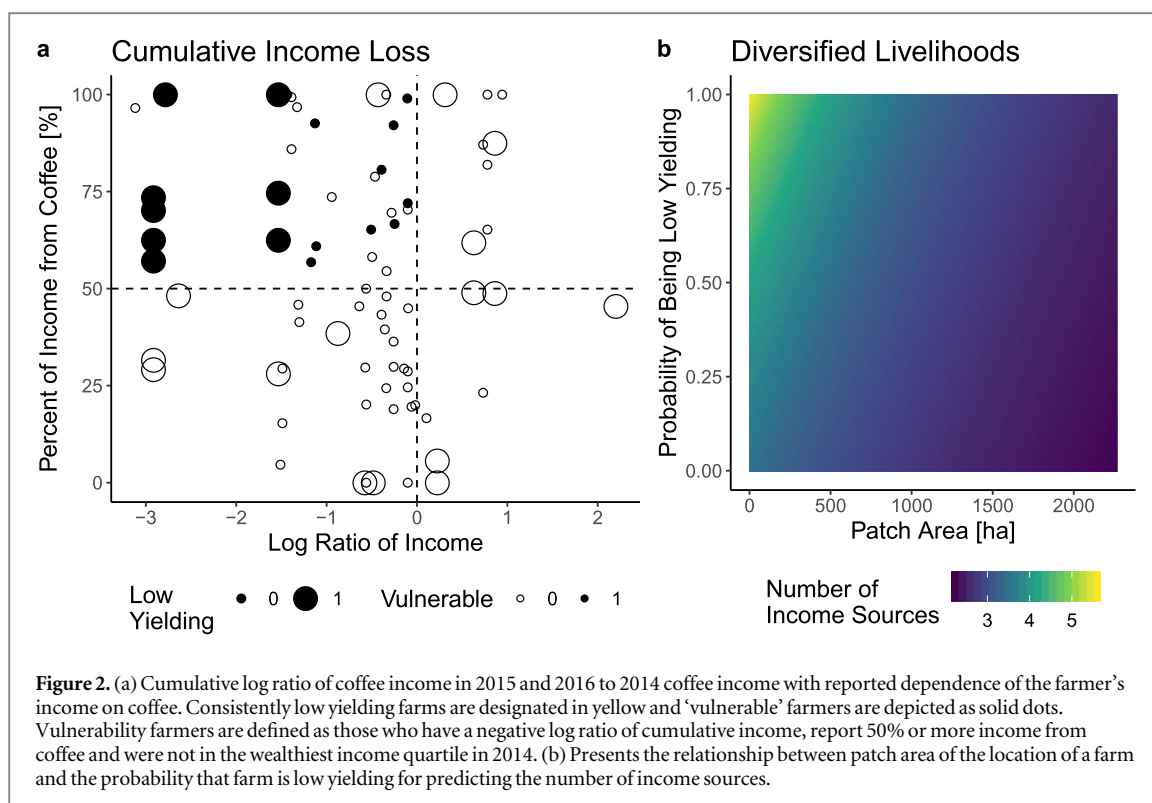 a
Cumulative Income Loss
Percent of Income from Coffee [%]
100
75
50
25
0
−3
−2
−1
0
1
2
Log Ratio of Income
Low
Yielding
0
1
Vulnerable
0
1
b
Diversified Livelihoods
Probability of Being Low Yielding
1.00
0.75
0.50
0.25
0.00
0
500
1000
1500
2000
Patch Area [ha]
Number of
Income Sources
3
4
5
Figure 2. (a) Cumulative log ratio of coffee income in 2015 and 2016 to 2014 coffee income with reported dependence of the farmer's
income on coffee. Consistently low yielding farms are designated in yellow and 'vulnerable' farmers are depicted as solid dots.
Vulnerability farmers are defined as those who have a negative log ratio of cumulative income, report 50% or more income from
coffee and were not in the wealthiest income quartile in 2014. (b) Presents the relationship between patch area of the location of a farm
and the probability that farm is low yielding for predicting the number of income sources.